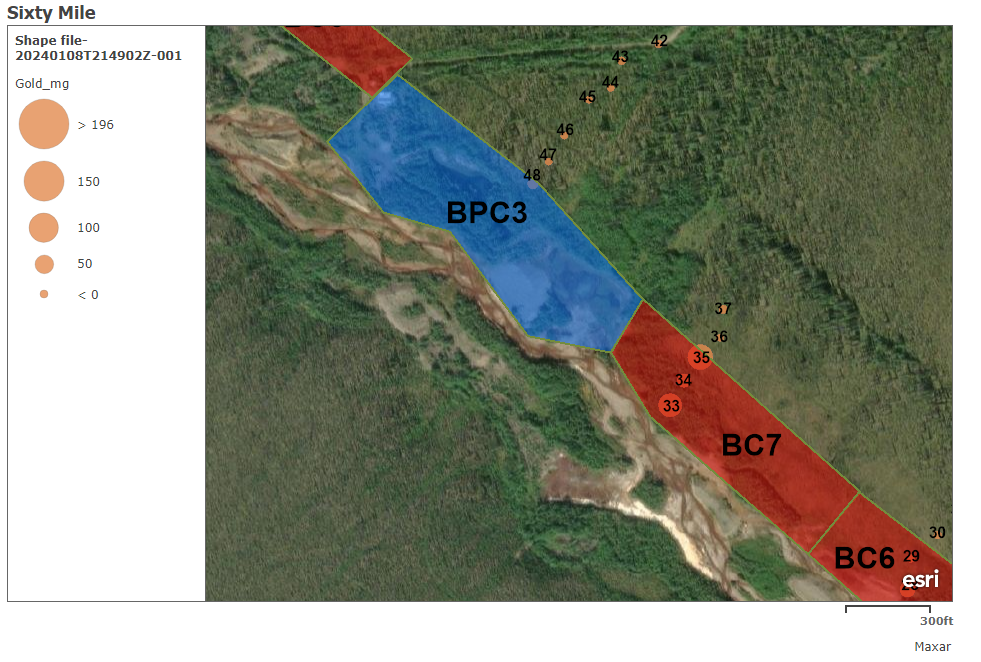 Sixty Mile
Shape file-
20240108T214902Z-001
Gold_mg
> 196
150
100
50
< 0
42
43
44
45
46
47
48
BPC3
37
36
35
34
33
BC7
30
29
BC6
esri
300ft
Maxar